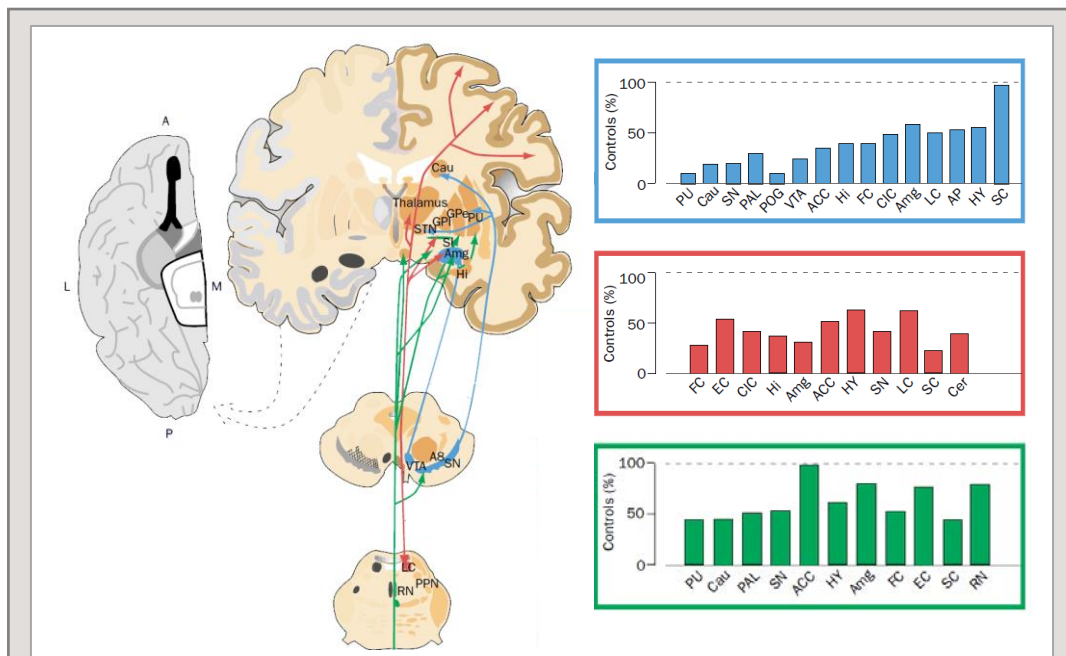 A
L
M
P
Cau
Thalamus
GPe
PU
GPi
STN
SI
Amg
Hi
VTA
A8
SN
LC
PPN
RN
Controls (%)
100
50
0
PU Cau SN PAL POG VTA ACC Hi FC CIC Amg LC AP HY SC
Controls (%)
100
50
0
FC EC CIC Hi Amg ACC HY SN LC SC Cer
Controls (%)
100
50
0
PU Cau PAL SN ACC HY Amg FC EC SC RN